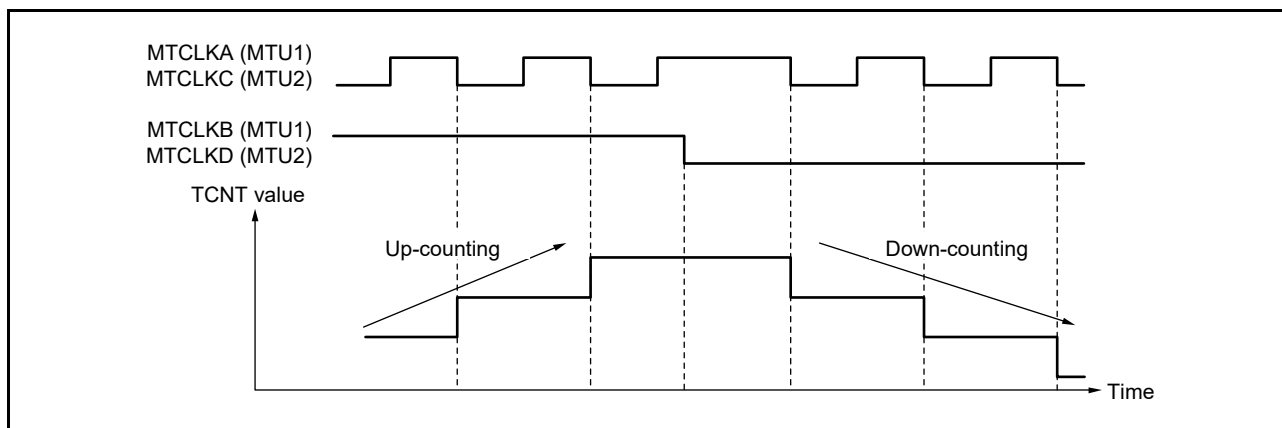 MTCLKA (MTU1)
MTCLKC (MTU2)
MTCLKB (MTU1)
MTCLKD (MTU2)
TCNT value
Up-counting
Down-counting
Time